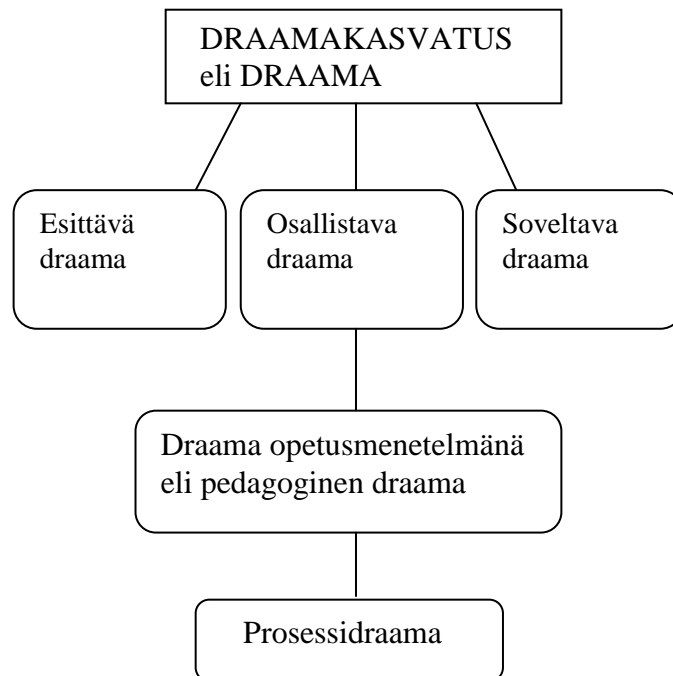 DRAAMAKASVATUS
eli DRAAMA
Esittävä
draama
Osallistava
draama
Soveltava
draama
Draama opetusmenetelmänä
eli pedagoginen draama
Prosessidraama